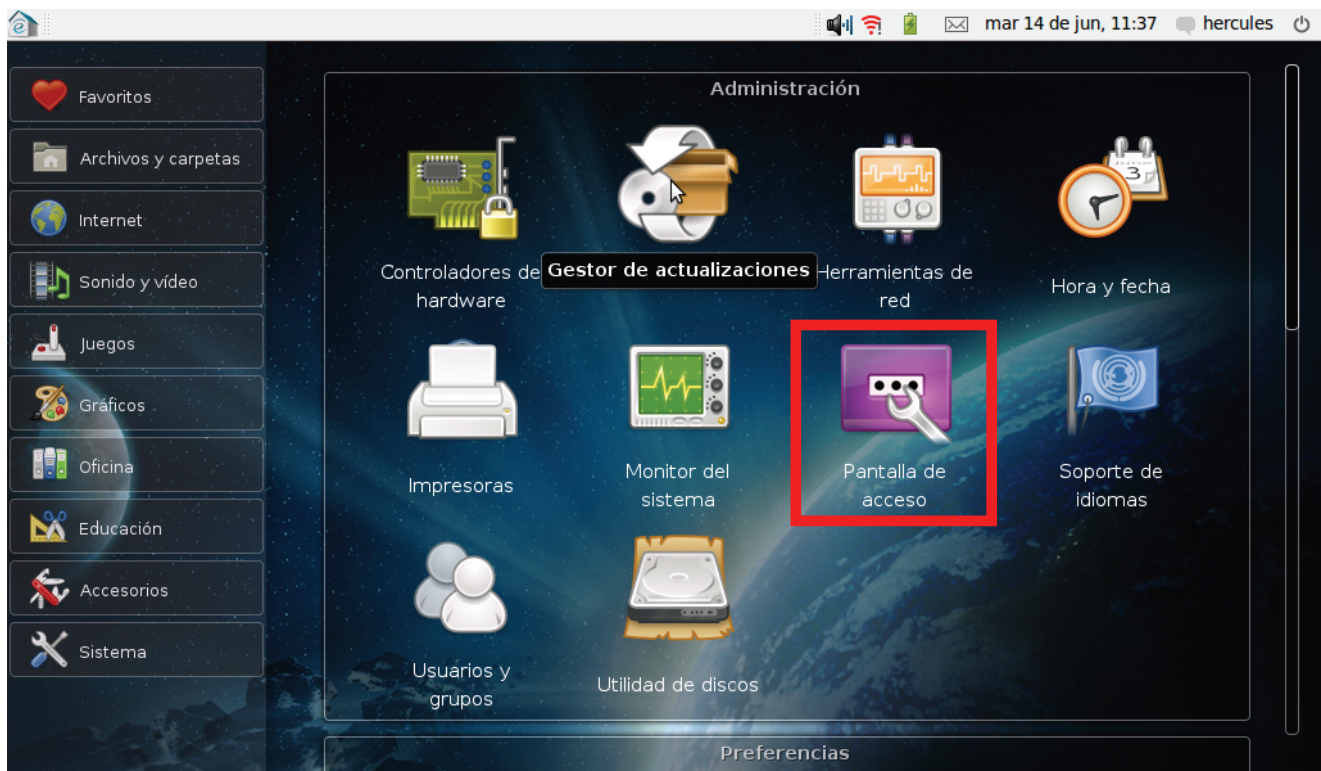 mar 14 de jun, 11:37
hercules
Favoritos
Archivos y carpetas
Internet
Sonido y vídeo
Juegos
Gráficos
Oficina
Educación
Accesorios
Sistema
Administración
Controladores de
hardware
Gestor de actualizaciones
Herramientas de
red
Hora y fecha
JUNE
3
Impresoras
Monitor del
sistema
Pantalla de
acceso
Soporte de
idiomas
Usuarios y
grupos
Utilidad de discos
Preferencias